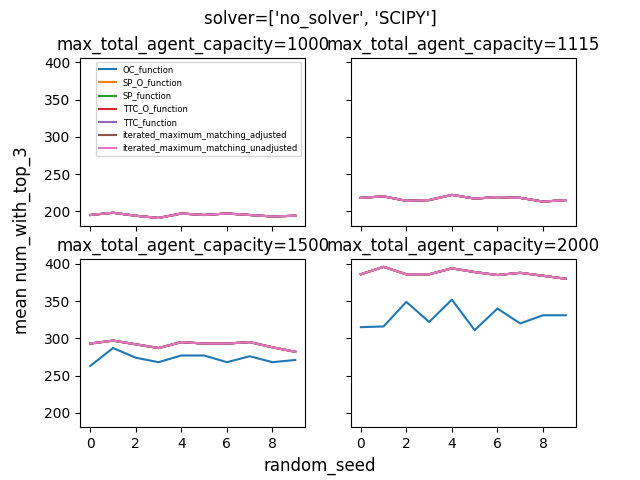 solver=['no_solver', 'SCIPY']
max_total_agent_capacity=1000
max_total_agent_capacity=1115
400
350
300
250
200
OC_function
SP_O_function
SP_function
TTC_O_function
TTC_function
iterated_maximum_matching_adjusted
iterated_maximum_matching_unadjusted
mean num_with_top_3
max_total_agent_capacity=1500
max_total_agent_capacity=2000
400
350
300
250
200
0 2 4 6 8
0 2 4 6 8
random_seed